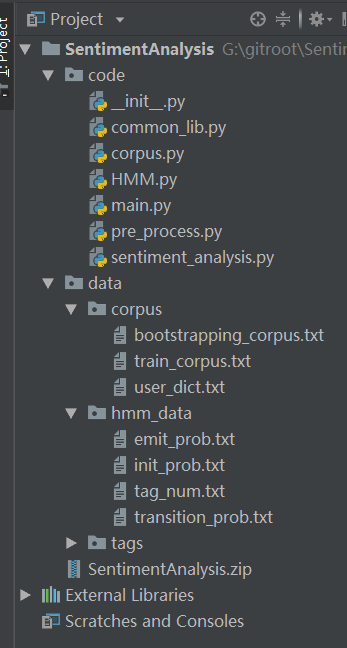 Project
1: Project
SentimentAnalysis G:\gitroot\Sentin
code
__init__.py
common_lib.py
corpus.py
HMM.py
main.py
pre_process.py
sentiment_analysis.py
data
corpus
bootstrapping_corpus.txt
train_corpus.txt
user_dict.txt
hmm_data
emit_prob.txt
init_prob.txt
tag_num.txt
transition_prob.txt
tags
SentimentAnalysis.zip
External Libraries
Scratches and Consoles